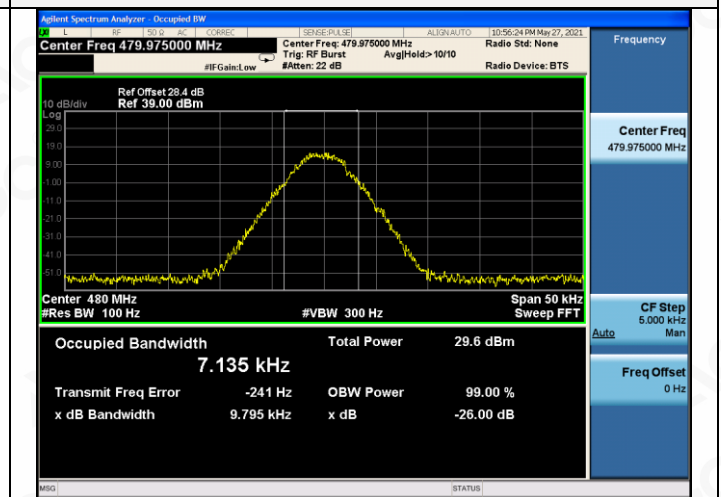 Agilent Spectrum Analyzer - Occupied BW
L RF 50 Ω AC CORREC SENSE:PULSE ALIGN AUTO 10:56:24 PM May 27, 2021
Center Freq 479.975000 MHz
Center Freq: 479.975000 MHz
Radio Std: None
Trig: RF Burst Avg|Hold:> 10/10
#IFGain:Low #Atten: 22 dB Radio Device: BTS
Ref Offset 28.4 dB
10 dB/div Ref 39.00 dBm
Log
29.0
19.0
9.00
-1.00
-11.0
-21.0
-31.0
-41.0
-51.0
Center 480 MHz Span 50 kHz
#Res BW 100 Hz #VBW 300 Hz Sweep FFT
Occupied Bandwidth Total Power 29.6 dBm
7.135 kHz
Transmit Freq Error -241 Hz OBW Power 99.00 %
x dB Bandwidth 9.795 kHz x dB -26.00 dB
MSG STATUS
Frequency
Center Freq
479.975000 MHz
CF Step
5.000 kHz
Auto Man
Freq Offset
0 Hz